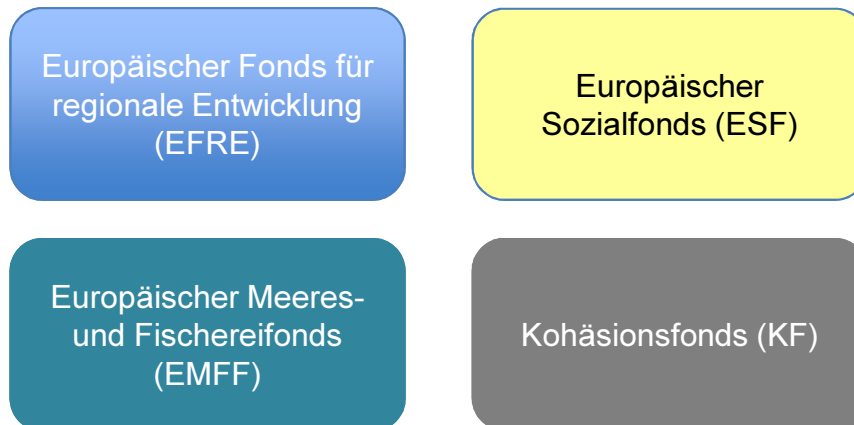 Europäischer Fonds für
regionale Entwicklung
(EFRE)
Europäischer
Sozialfonds (ESF)
Europäischer Meeres-
und Fischereifonds
(EMFF)
Kohäsionsfonds (KF)